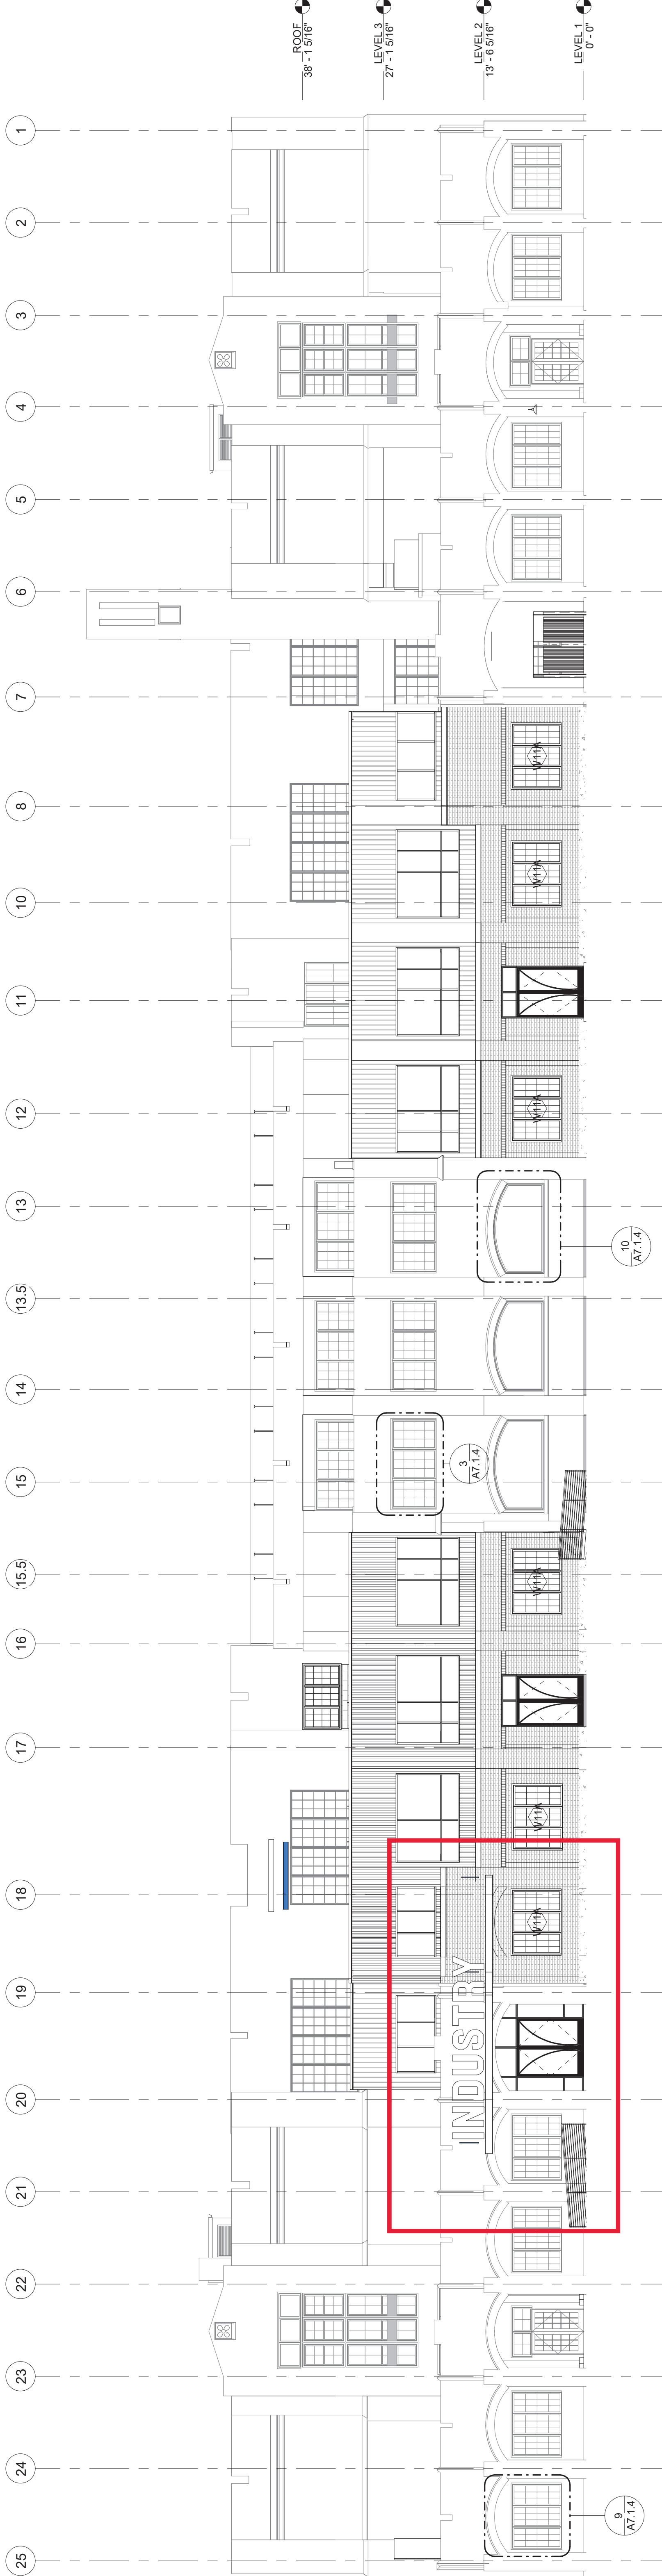 25
24
23
22
21
20
19
18
17
16
15.5
15
14
13.5
13
12
11
10
8
7
6
5
4
3
2
1
ROOF
38' - 1 5/16"
LEVEL 3
27' - 1 5/16"
LEVEL 2
13' - 6 5/16"
LEVEL 1
0' - 0"
INDUSTRY
W11A
W11A
W11A
W11A
W11A
W11A
9
A7.1.4
3
A7.1.4
10
A7.1.4